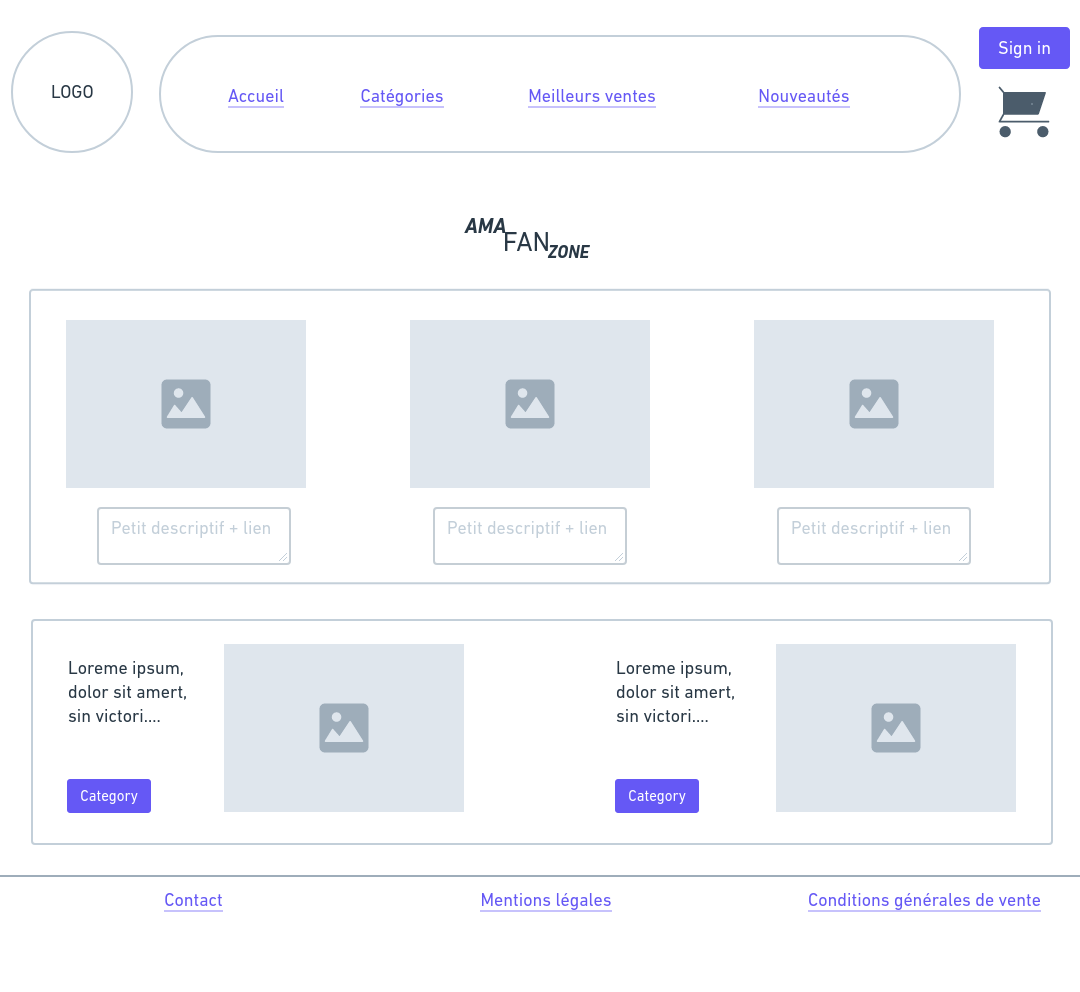 Sign in
LOGO
Accueil
Catégories
Meilleurs ventes
Nouveautés
AMA
FAN
ZONE
Petit descriptif + lien
Petit descriptif + lien
Petit descriptif + lien
Loreme ipsum,
dolor sit amert,
sin victori....
Category
Loreme ipsum,
dolor sit amert,
sin victori....
Category
Contact
Mentions légales
Conditions générales de vente